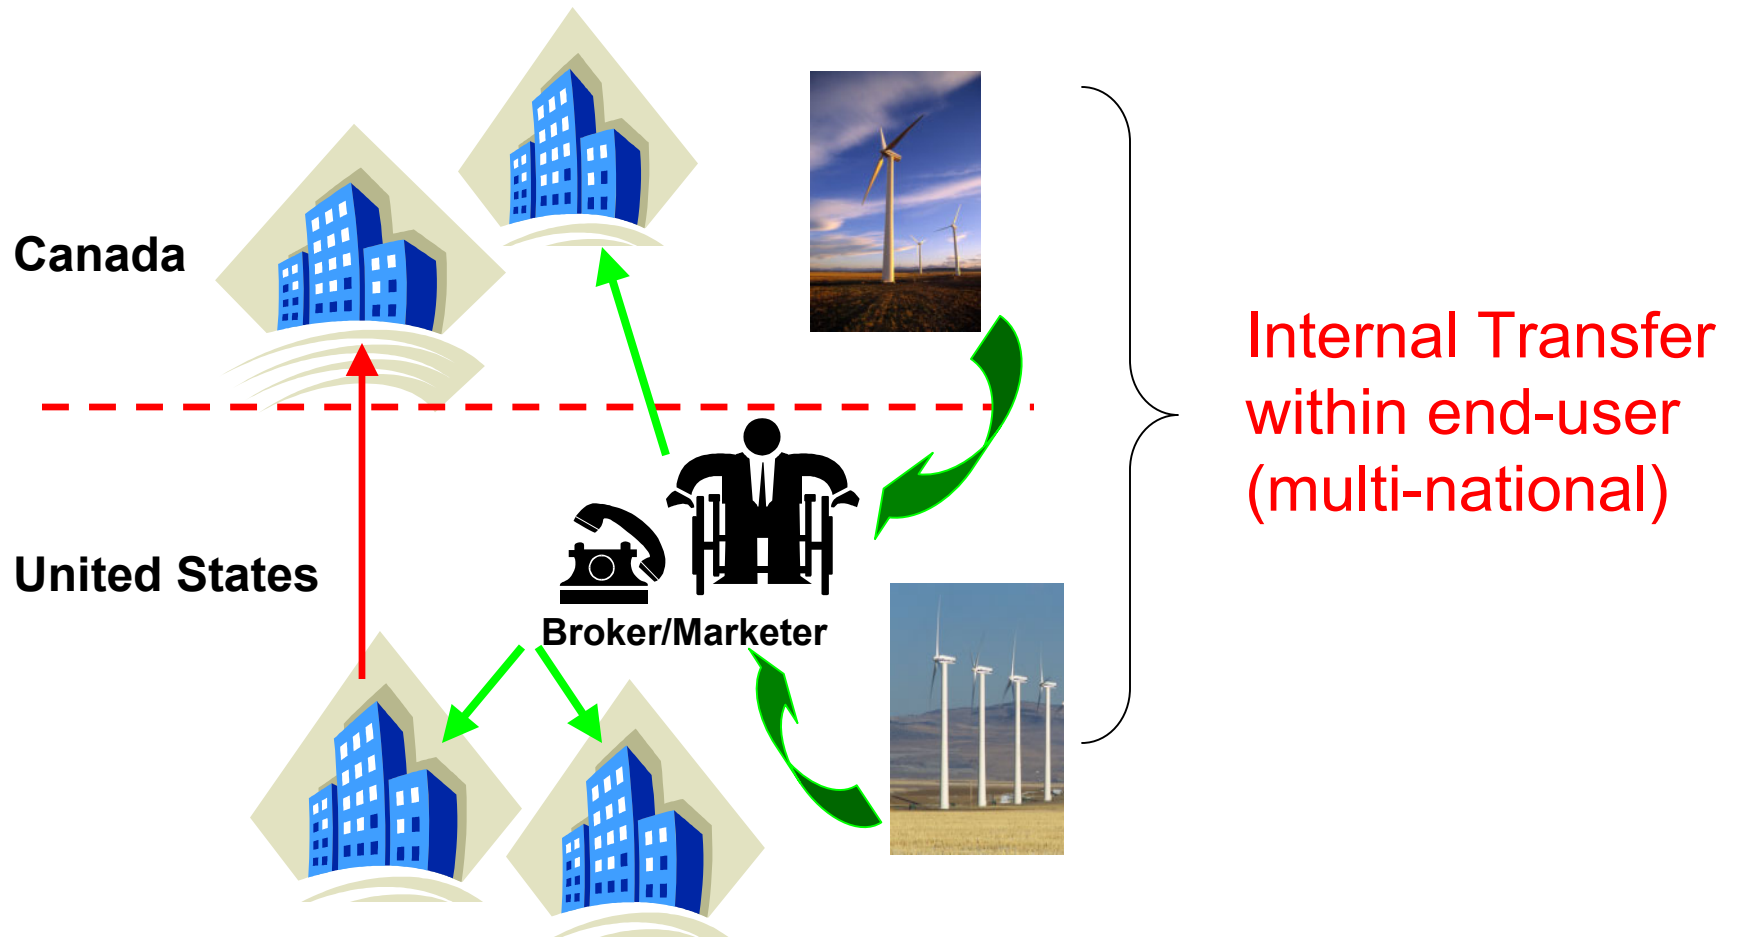 Canada
Internal Transfer
within end-user
(multi-national)
United States
Broker/Marketer